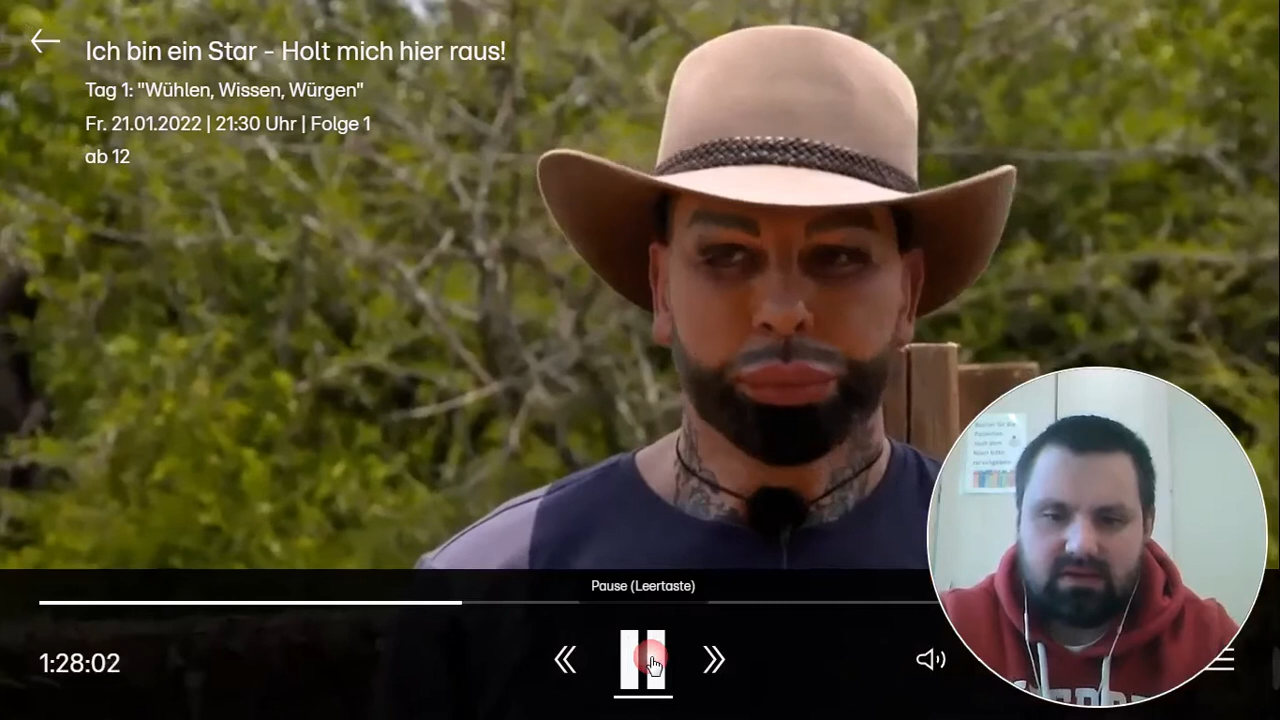 Ich bin ein Star - Holt mich hier raus!
Tag 1: "Wühlen, Wissen, Würgen"
Fr. 21.01.2022 | 21:30 Uhr | Folge 1
ab 12
Pause (Leertaste)
1:28:02